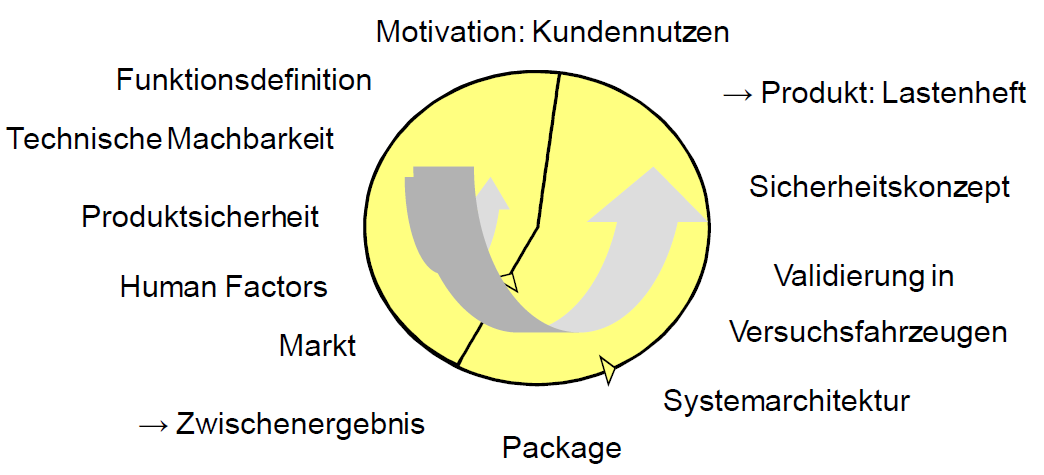 Motivation: Kundennutzen
Funktionsdefinition
Technische Machbarkeit
Produktsicherheit
Human Factors
Markt
→ Zwischenergebnis
Package
Systemarchitektur
Validierung in
Versuchsfahrzeugen
Sicherheitskonzept
→ Produkt: Lastenheft